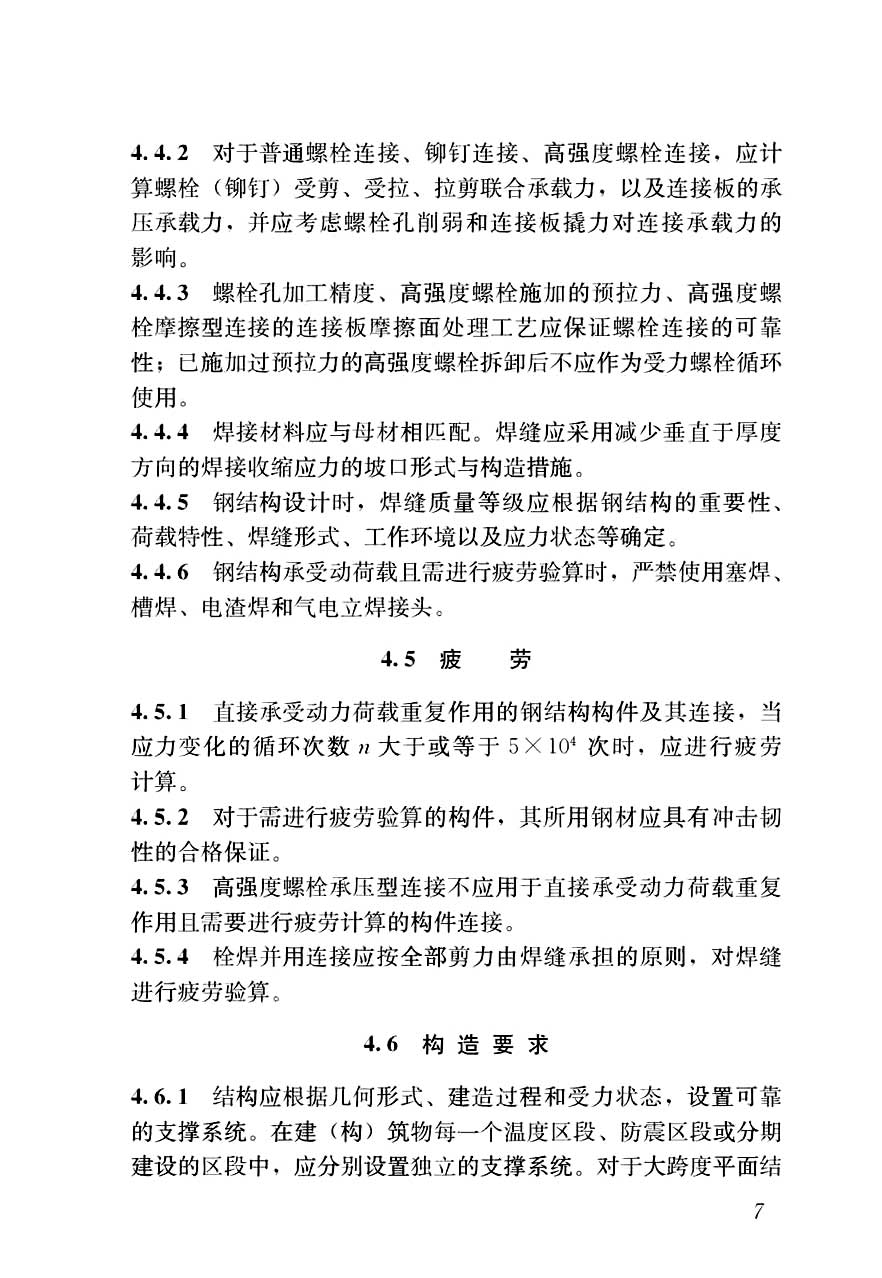 4.4.2 对于普通螺栓连接、铆钉连接、高强度螺栓连接，应计
算螺栓（铆钉）受剪、受拉、拉剪联合承载力，以及连接板的承
压承载力，并应考虑螺栓孔削弱和连接板撬力对连接承载力的
影响。
4.4.3 螺栓孔加工精度、高强度螺栓施加的预拉力、高强度螺
栓摩擦型连接的连接板摩擦面处理工艺应保证螺栓连接的可靠
性；已施加过预拉力的高强度螺栓拆卸后不应作为受力螺栓循环
使用。
4.4.4 焊接材料应与母材相匹配。焊缝应采用减少垂直于厚度
方向的焊接收缩应力的坡口形式与构造措施。
4.4.5 钢结构设计时，焊缝质量等级应根据钢结构的重要性、
荷载特性、焊缝形式、工作环境以及应力状态等确定。
4.4.6 钢结构承受动荷载且需进行疲劳验算时，严禁使用塞焊、
槽焊、电渣焊和气电立焊接头。
4.5 疲 劳
4.5.1 直接承受动力荷载重复作用的钢结构构件及其连接，当
应力变化的循环次数 n 大于或等于 5×10⁴ 次时，应进行疲劳
计算。
4.5.2 对于需进行疲劳验算的构件，其所用钢材应具有冲击韧
性的合格保证。
4.5.3 高强度螺栓承压型连接不应用于直接承受动力荷载重复
作用且需要进行疲劳计算的构件连接。
4.5.4 栓焊并用连接应按全部剪力由焊缝承担的原则，对焊缝
进行疲劳验算。
4.6 构 造 要 求
4.6.1 结构应根据几何形式、建造过程和受力状态，设置可靠
的支撑系统。在建（构）筑物每一个温度区段、防震区段或分期
建设的区段中，应分别设置独立的支撑系统。对于大跨度平面结
7